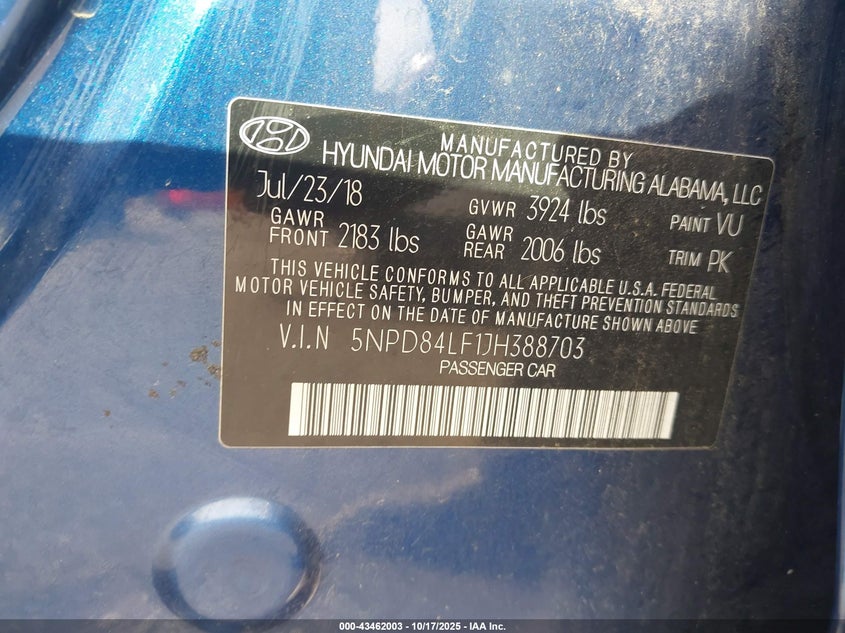 MANUFACTURED BY
HYUNDAI MOTOR MANUFACTURING ALABAMA, LLC
Jul/23/18 GVWR 3924 lbs PAINT VU
GAWR FRONT 2183 lbs GAWR REAR 2006 lbs TRIM PK
THIS VEHICLE CONFORMS TO ALL APPLICABLE U.S.A. FEDERAL
MOTOR VEHICLE SAFETY, BUMPER, AND THEFT PREVENTION STANDARDS
IN EFFECT ON THE DATE OF MANUFACTURE SHOWN ABOVE
V.I.N 5NPD84LF1JH388703
PASSENGER CAR
000-43462003 - 10/17/2025 - IAA Inc.